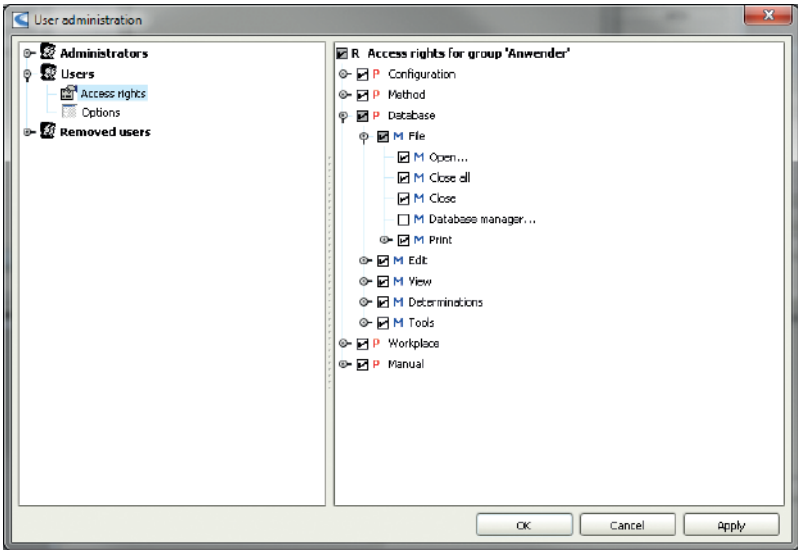 User administration
Administrators
Users
Access rights
Options
Removed users
R Access rights for group 'Anwender'
P Configuration
P Method
P Database
M File
M Open...
M Close all
M Close
M Database manager...
M Print
M Edit
M View
M Determinations
M Tools
P Workplace
P Manual
OK Cancel Apply